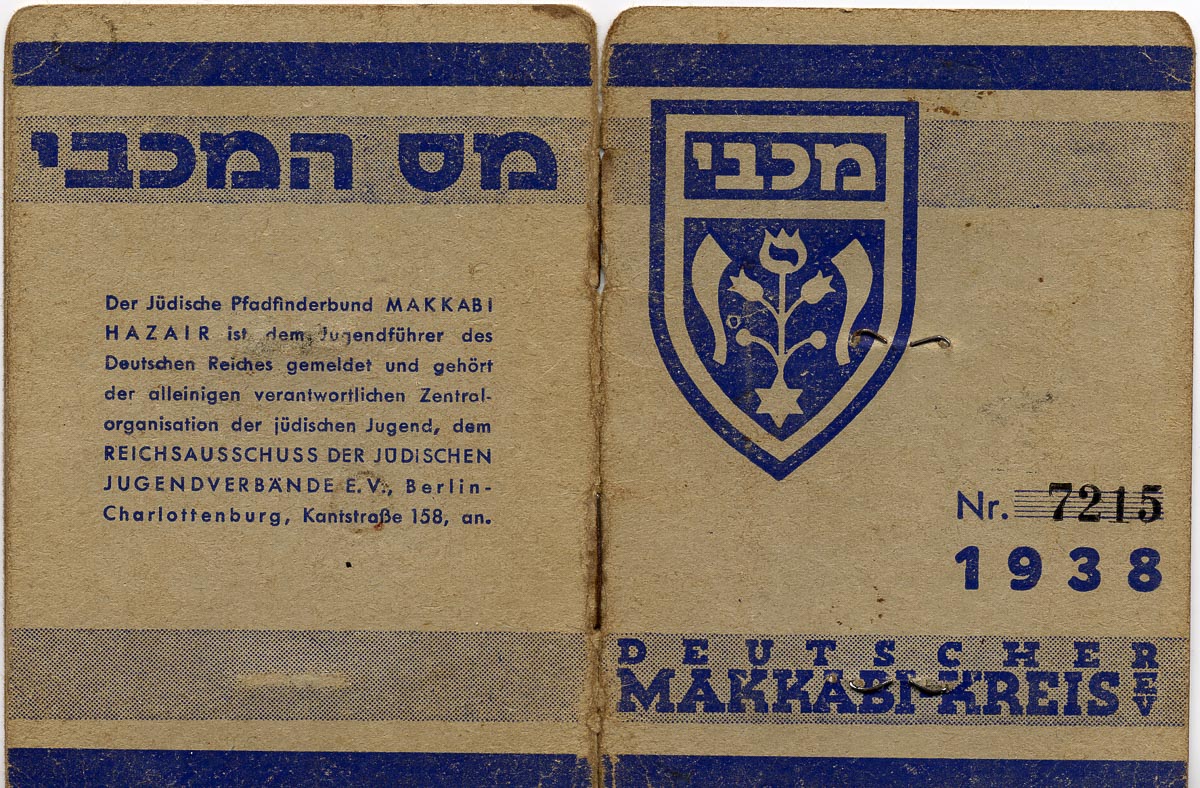 מס המכבי
Der Jüdische Pfadfinderbund MAKKABI
HAZAIR ist dem Jugendführer des
Deutschen Reiches gemeldet und gehört
der alleinigen verantwortlichen Zentral-
organisation der jüdischen Jugend, dem
REICHSAUSSCHUSS DER JÜDISCHEN
JUGENDVERBÄNDE E.V., Berlin-
Charlottenburg, Kantstraße 158, an.
מכבי
Nr. 7215
1938
DEUTSCHER
MAKKABI-KREIS EV